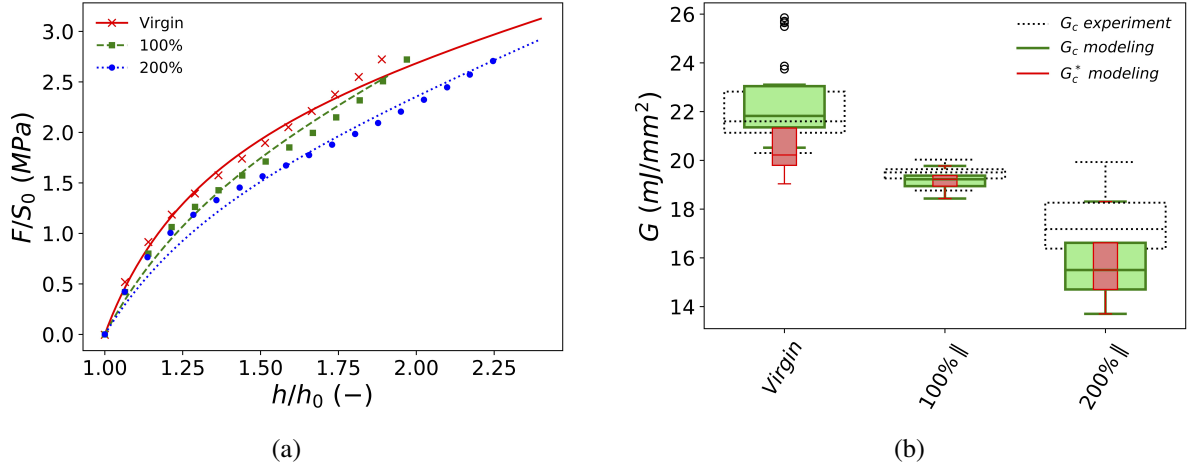 3.0
2.5
2.0
1.5
1.0
0.5
0.0
F/S0 (MPa)
Virgin
100%
200%
1.00 1.25 1.50 1.75 2.00 2.25
h/h0 (−)
(a)
26
24
22
20
18
16
14
G (mJ/mm²)
Gc experiment
Gc modeling
Gc* modeling
Virgin
100% ∥
200% ∥
(b)